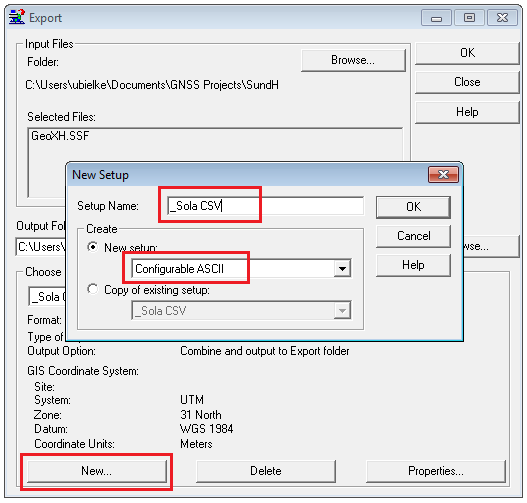 Export
Input Files
Folder:
Browse...
OK
C:\Users\ubielke\Documents\GNSS Projects\SundH
Close
Selected Files:
Help
GeoXH.SSF
New Setup
Setup Name:
_Sola CSV
OK
Create
Cancel
New setup:
Configurable ASCII
Help
Copy of existing setup:
_Sola CSV
Output Fol
C:\Users\
wse...
Choose
_Sola C
Format:
Type of
Output Option: Combine and output to Export folder
GIS Coordinate System:
Site:
System: UTM
Zone: 31 North
Datum: WGS 1984
Coordinate Units: Meters
New... Delete Properties...